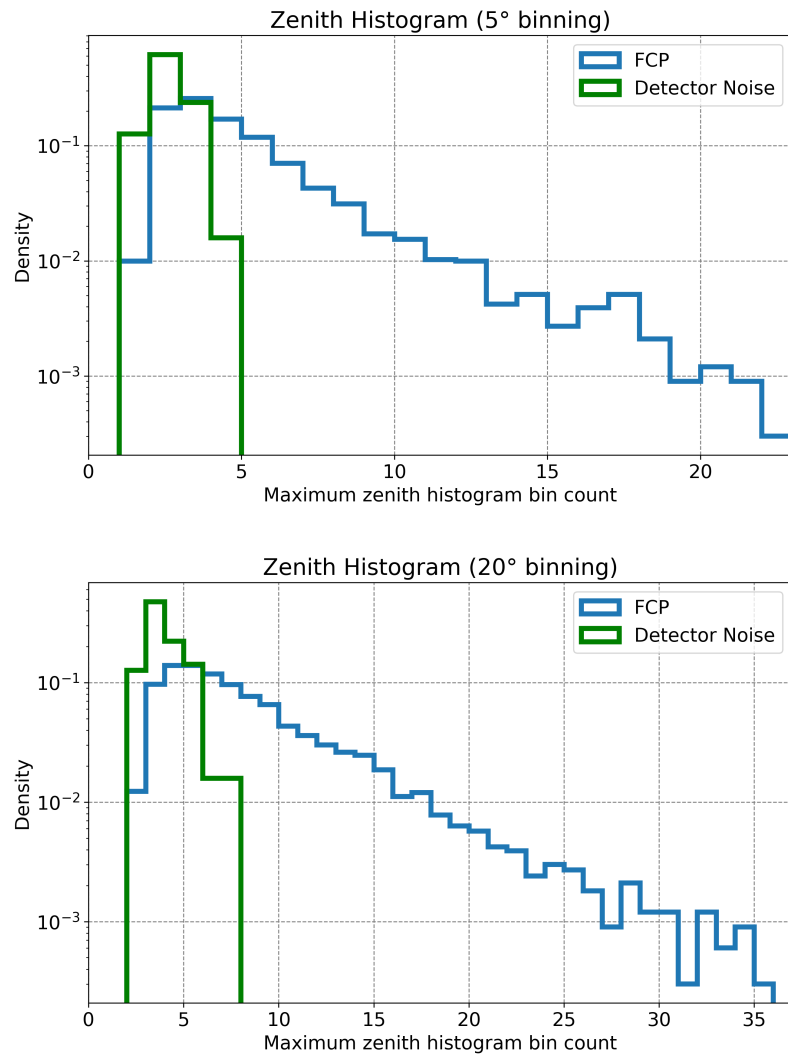 Zenith Histogram (5° binning)
FCP
Detector Noise
10⁻¹
10⁻²
10⁻³
Density
0 5 10 15 20
Maximum zenith histogram bin count
Zenith Histogram (20° binning)
FCP
Detector Noise
10⁻¹
10⁻²
10⁻³
Density
0 5 10 15 20 25 30 35
Maximum zenith histogram bin count